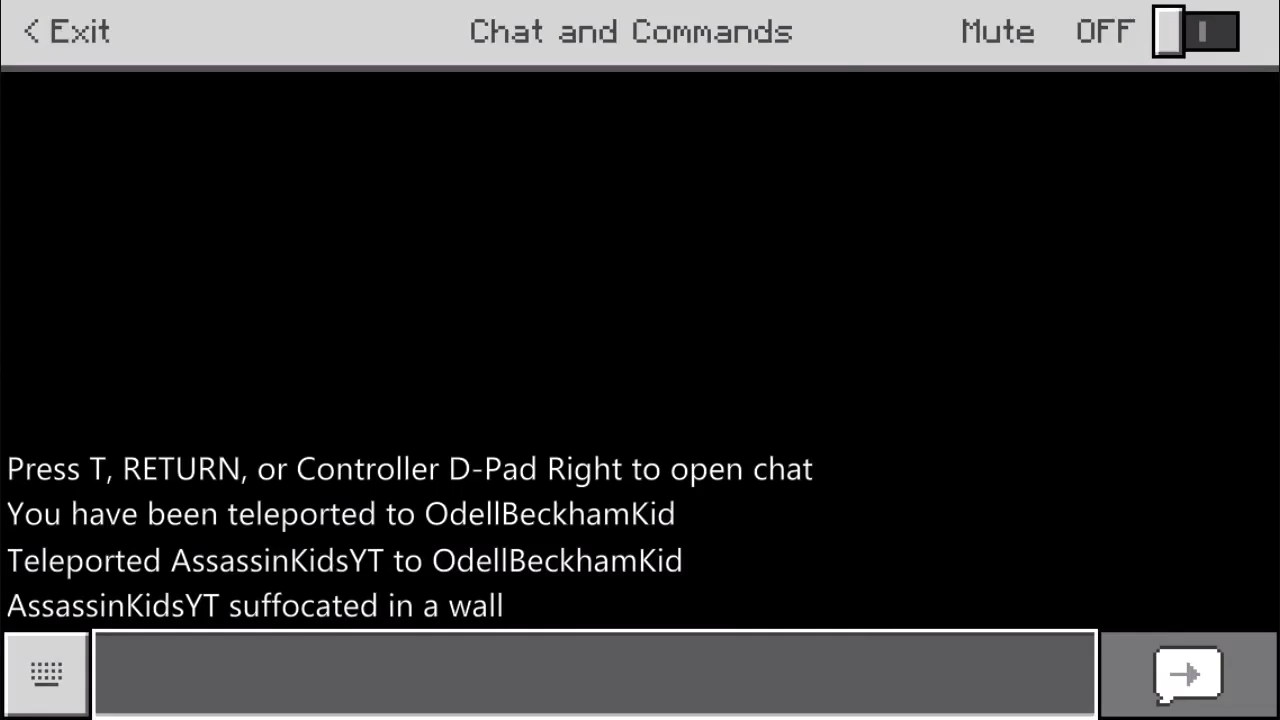 < Exit
Chat and Commands
Mute OFF
Press T, RETURN, or Controller D-Pad Right to open chat
You have been teleported to OdellBeckhamKid
Teleported AssassinKidsYT to OdellBeckhamKid
AssassinKidsYT suffocated in a wall